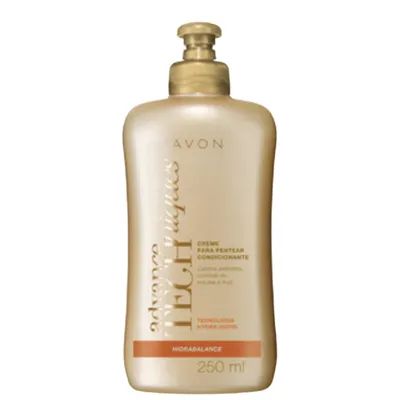 AVON
advance
TECHniques
CREME
PARA PENTEAR
CONDICIONANTE
HIDRABALANCE
250 ml